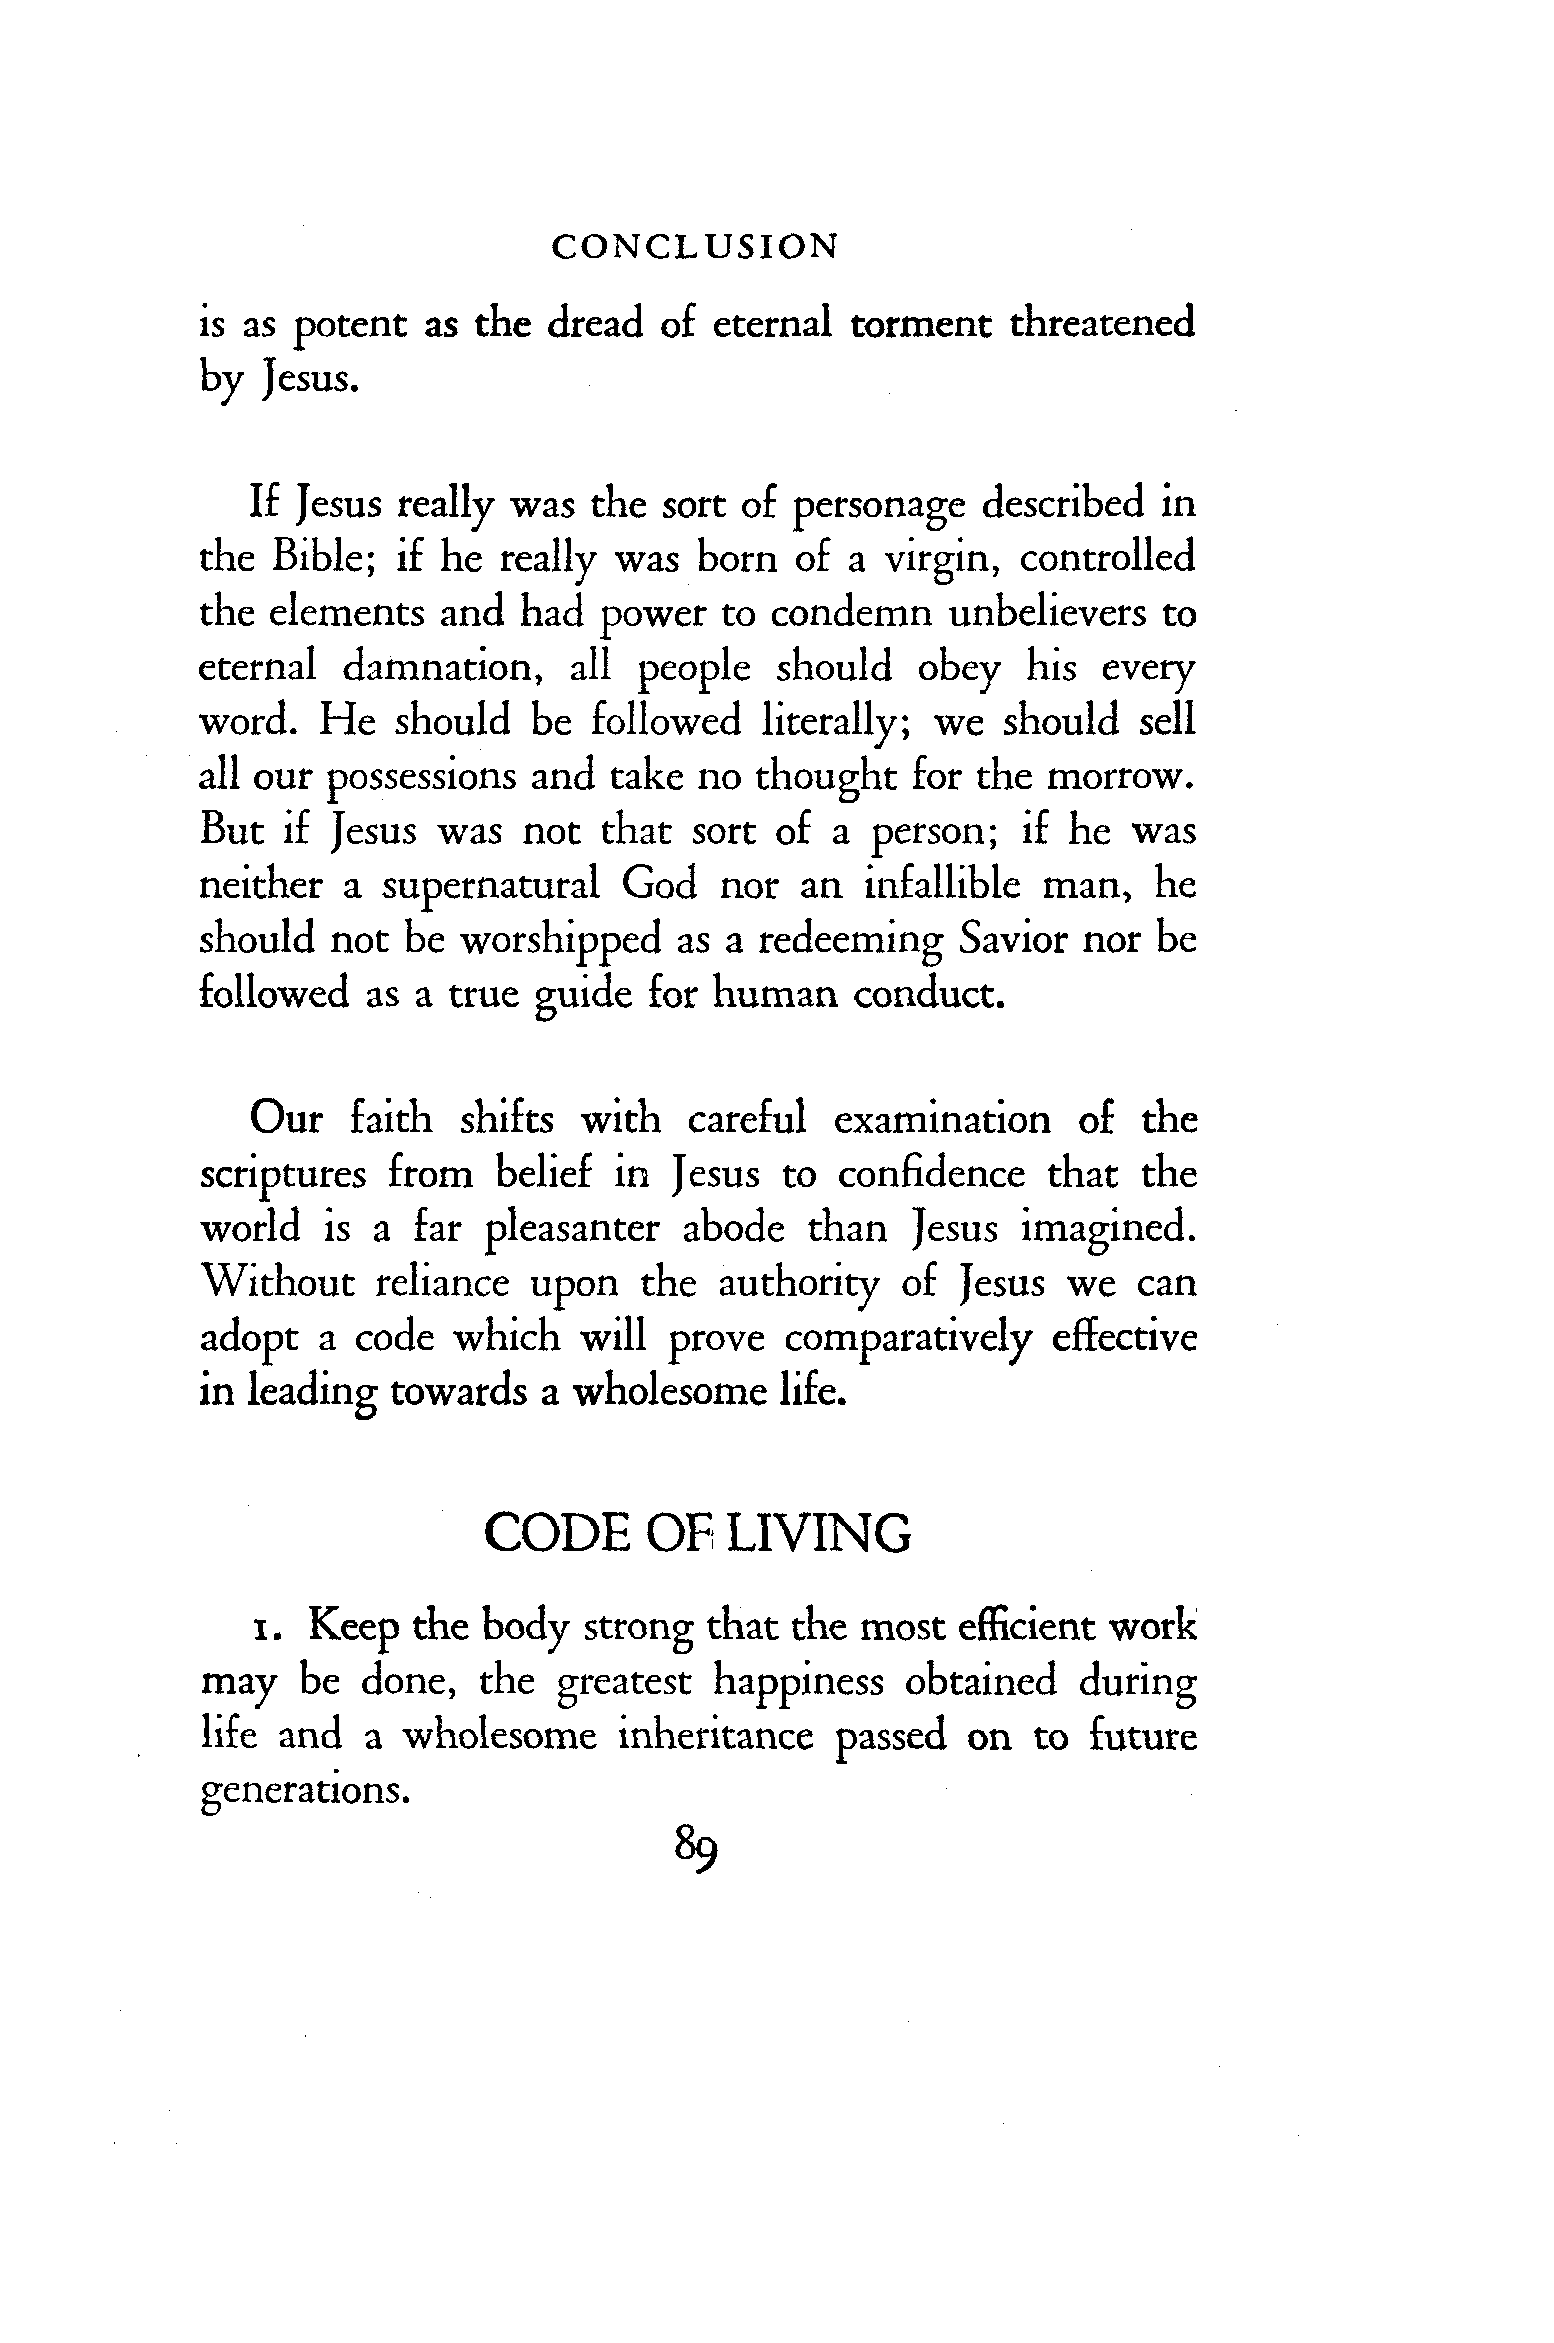 CONCLUSION
is as potent as the dread of eternal torment threatened
by Jesus.
If Jesus really was the sort of personage described in
the Bible; if he really was born of a virgin, controlled
the elements and had power to condemn unbelievers to
eternal damnation, all people should obey his every
word. He should be followed literally; we should sell
all our possessions and take no thought for the morrow.
But if Jesus was not that sort of a person; if he was
neither a supernatural God nor an infallible man, he
should not be worshipped as a redeeming Savior nor be
followed as a true guide for human conduct.
Our faith shifts with careful examination of the
scriptures from belief in Jesus to confidence that the
world is a far pleasanter abode than Jesus imagined.
Without reliance upon the authority of Jesus we can
adopt a code which will prove comparatively effective
in leading towards a wholesome life.
CODE OF LIVING
1. Keep the body strong that the most efficient work
may be done, the greatest happiness obtained during
life and a wholesome inheritance passed on to future
generations.
89